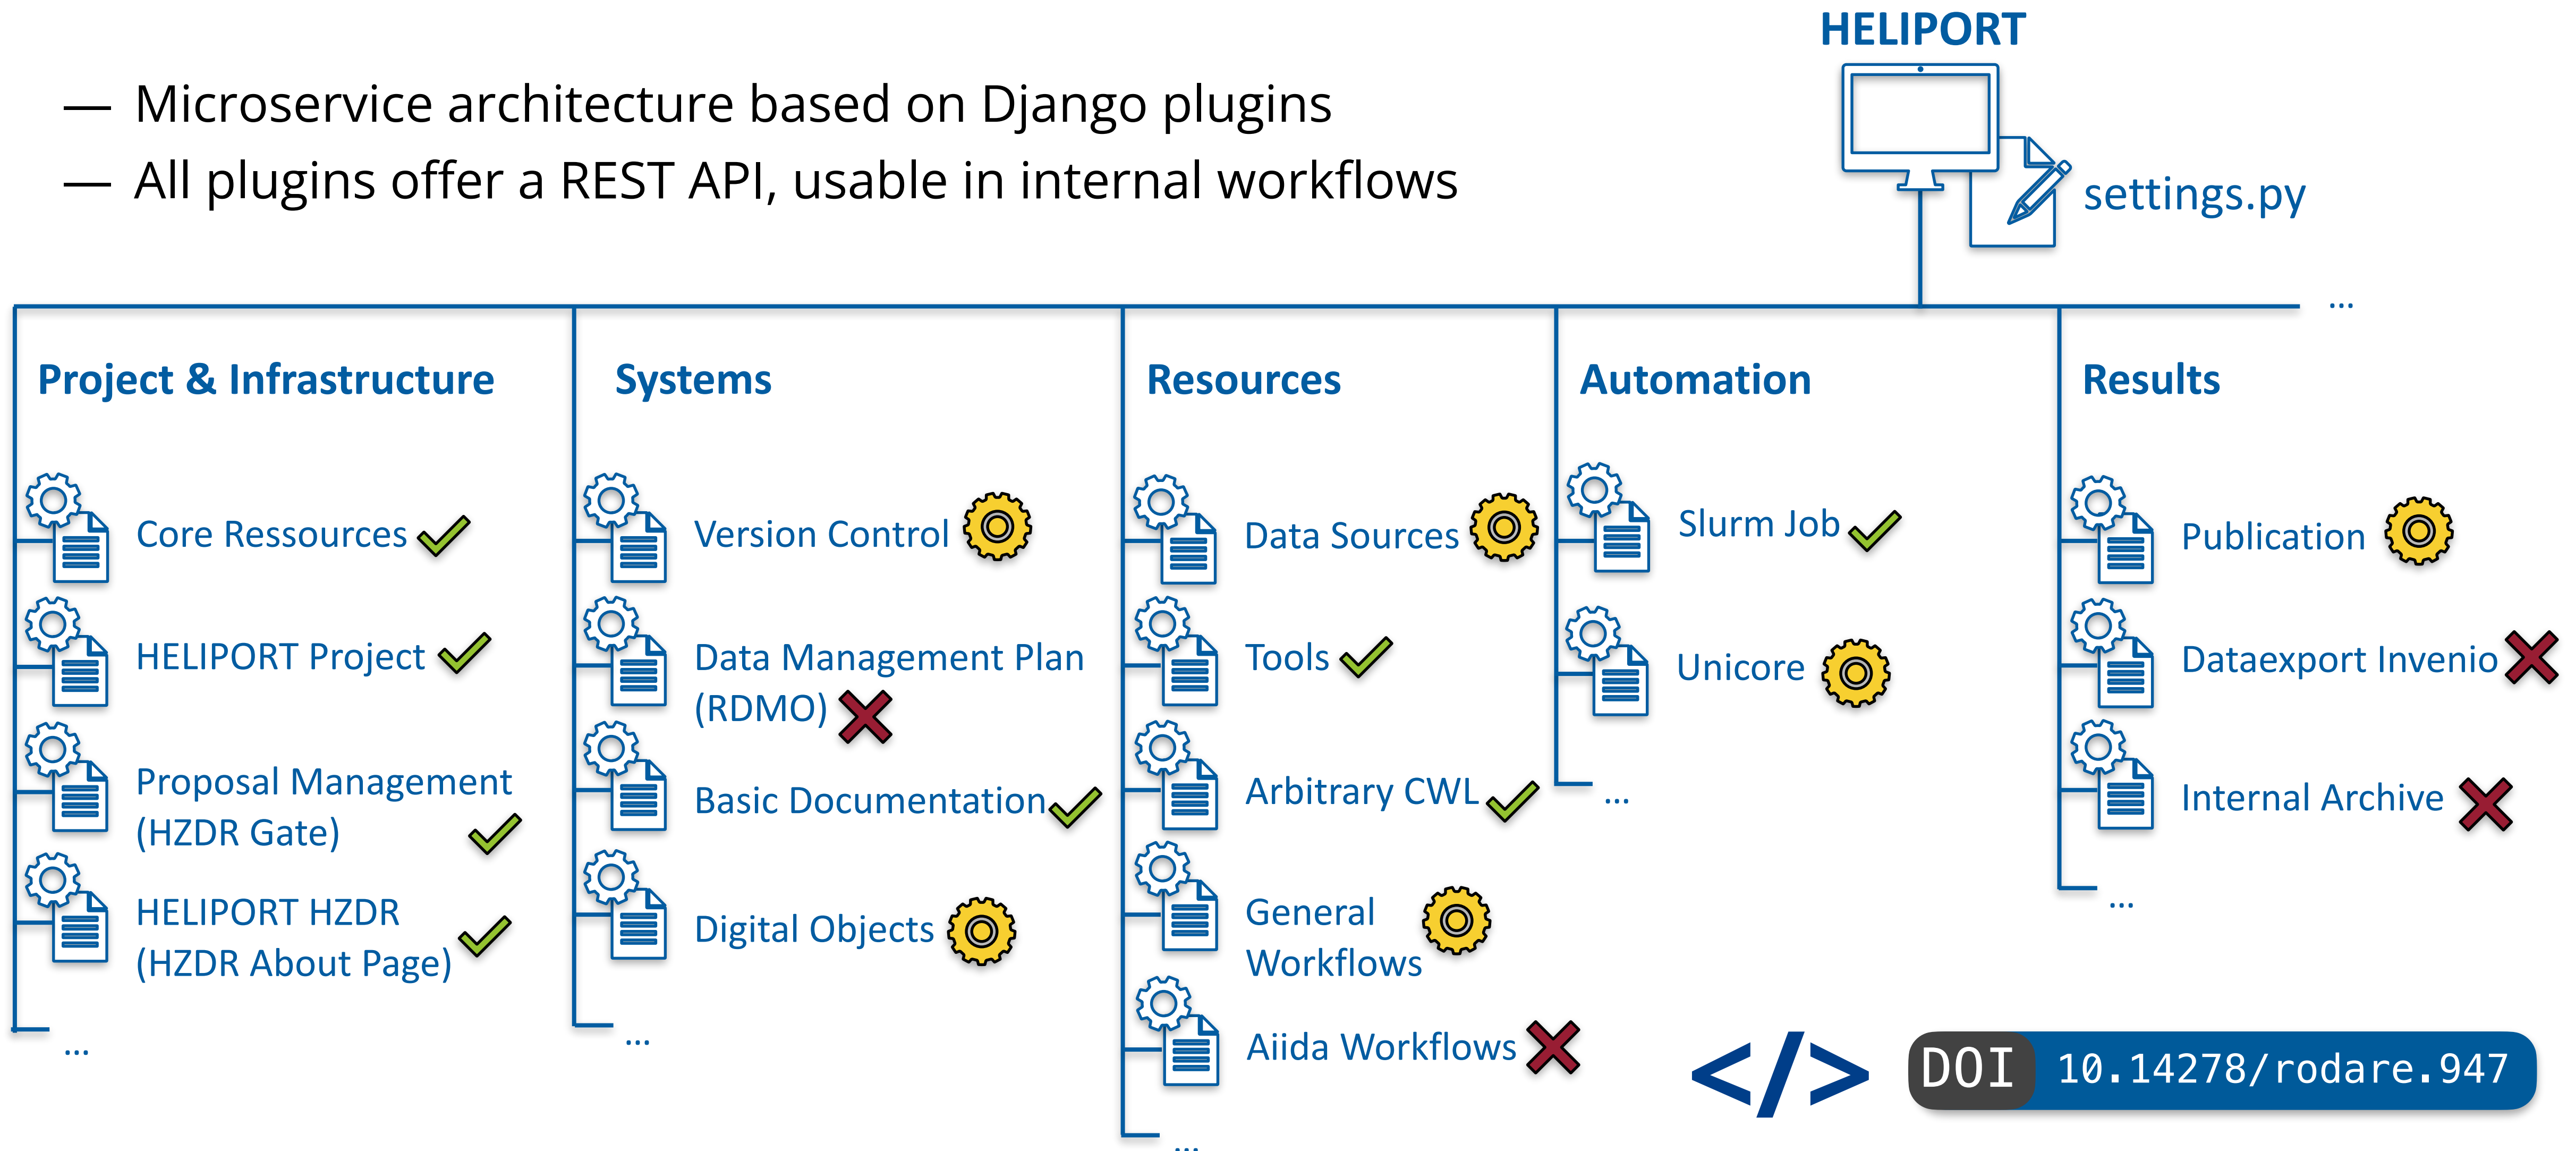 HELIPORT
— Microservice architecture based on Django plugins
— All plugins offer a REST API, usable in internal workflows
settings.py
...
Project & Infrastructure
Core Ressources
HELIPORT Project
Proposal Management
(HZDR Gate)
HELIPORT HZDR
(HZDR About Page)
...
Systems
Version Control
Data Management Plan
(RDMO)
Basic Documentation
Digital Objects
...
Resources
Data Sources
Tools
Arbitrary CWL
General
Workflows
Aiida Workflows
...
Automation
Slurm Job
Unicore
...
Results
Publication
Dataexport Invenio
Internal Archive
...
</>
DOI 10.14278/rodare.947